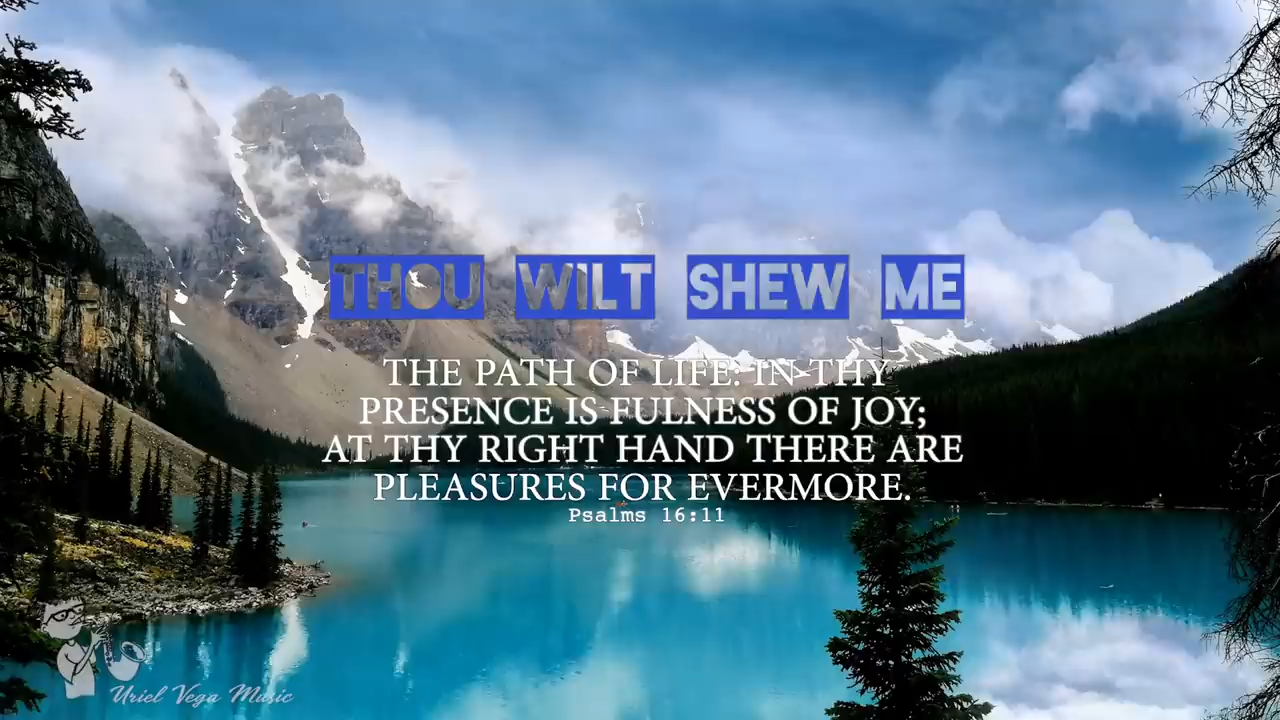 THOU WILT SHEW ME
THE PATH OF LIFE: IN THY
PRESENCE IS FULNESS OF JOY;
AT THY RIGHT HAND THERE ARE
PLEASURES FOR EVERMORE.
Psalms 16:11
Uriel Vega Music